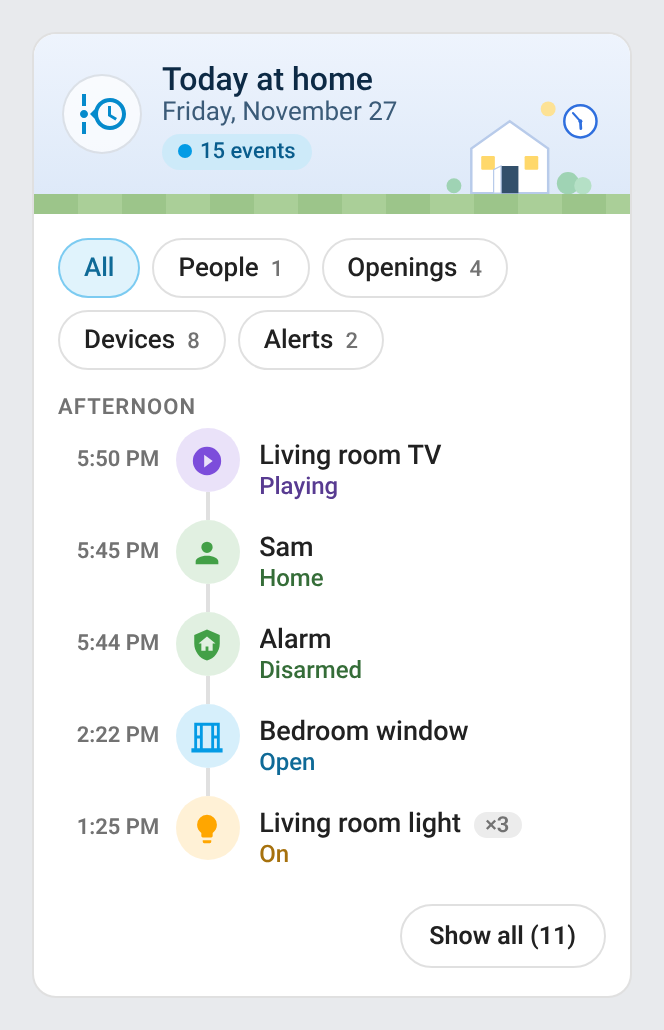 Today at home
Friday, November 27
15 events
All
People 1
Openings 4
Devices 8
Alerts 2
AFTERNOON
5:50 PM Living room TV
Playing
5:45 PM Sam
Home
5:44 PM Alarm
Disarmed
2:22 PM Bedroom window
Open
1:25 PM Living room light ×3
On
Show all (11)